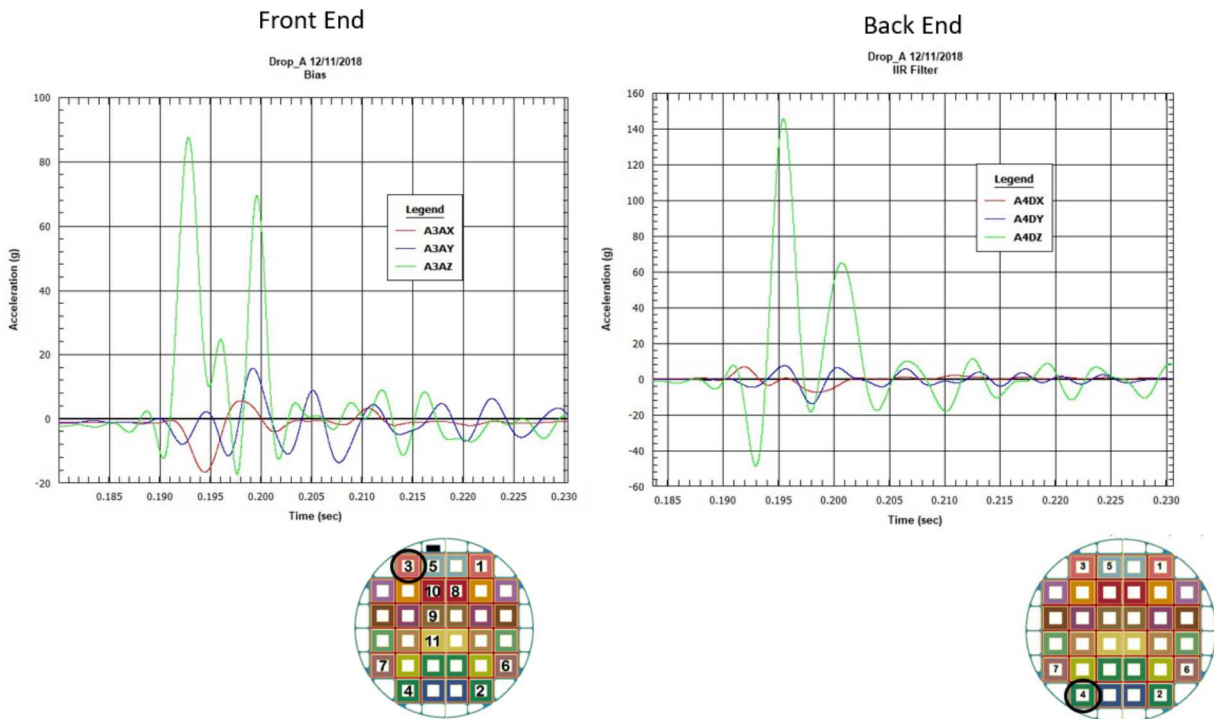 Front End
Drop_A 12/11/2018
Bias
100
80
60
40
20
0
-20
Acceleration (g)
Legend
A3AX
A3AY
A3AZ
0.185 0.190 0.195 0.200 0.205 0.210 0.215 0.220 0.225 0.230
Time (sec)
3 5 1
10 8
9
11
7 6
4 2
Back End
Drop_A 12/11/2018
IIR Filter
160
140
120
100
80
60
40
20
0
-20
-40
-60
Acceleration (g)
Legend
A4DX
A4DY
A4DZ
0.185 0.190 0.195 0.200 0.205 0.210 0.215 0.220 0.225 0.230
Time (sec)
3 5 1
7 6
4 2